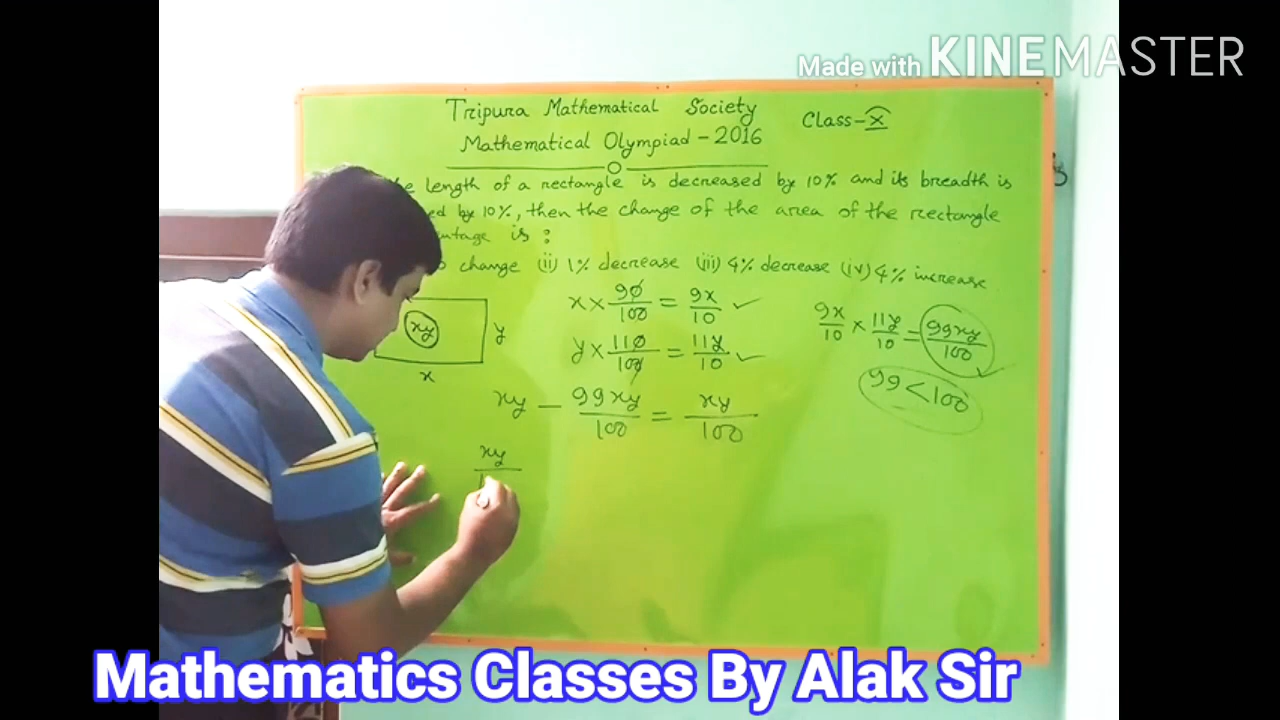 Made with KINEMASTER
Tripura Mathematical Society
Class-X
Mathematical Olympiad - 2016
length of a rectangle is decreased by 10% and its breadth is
by 10%, then the change of the area of the rectangle
is :
change (ii) 1% decrease (iii) 4% decrease (iv) 4% increase
xy
y
x
x × 90/100 = 9x/10 ✓
y × 110/100 = 11y/10 ✓
9x/10 × 11y/10 = 99xy/100
99 < 100
xy - 99xy/100 = xy/100
xy
Mathematics Classes By Alak Sir